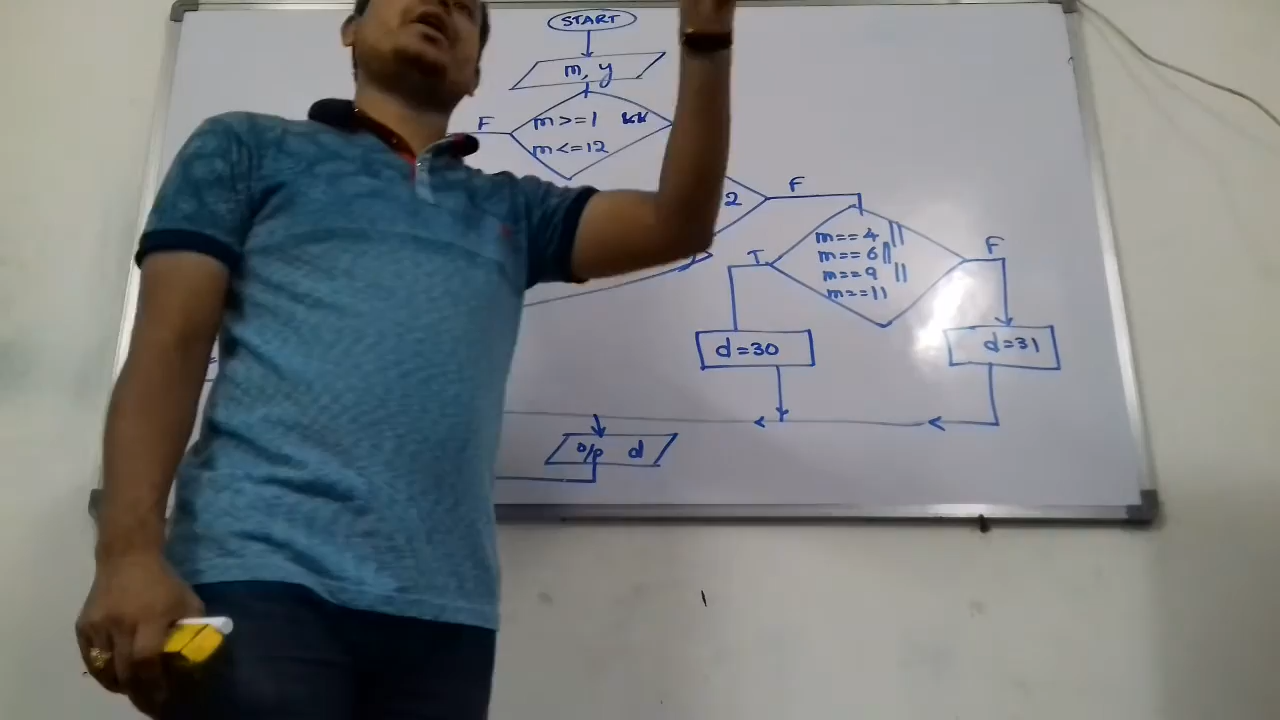 START
m, y
F
m>=1 &&
m<=12
2
F
T
m==4 ||
m==6||
m==9 ||
m==11
F
d=30
d=31
o/p d